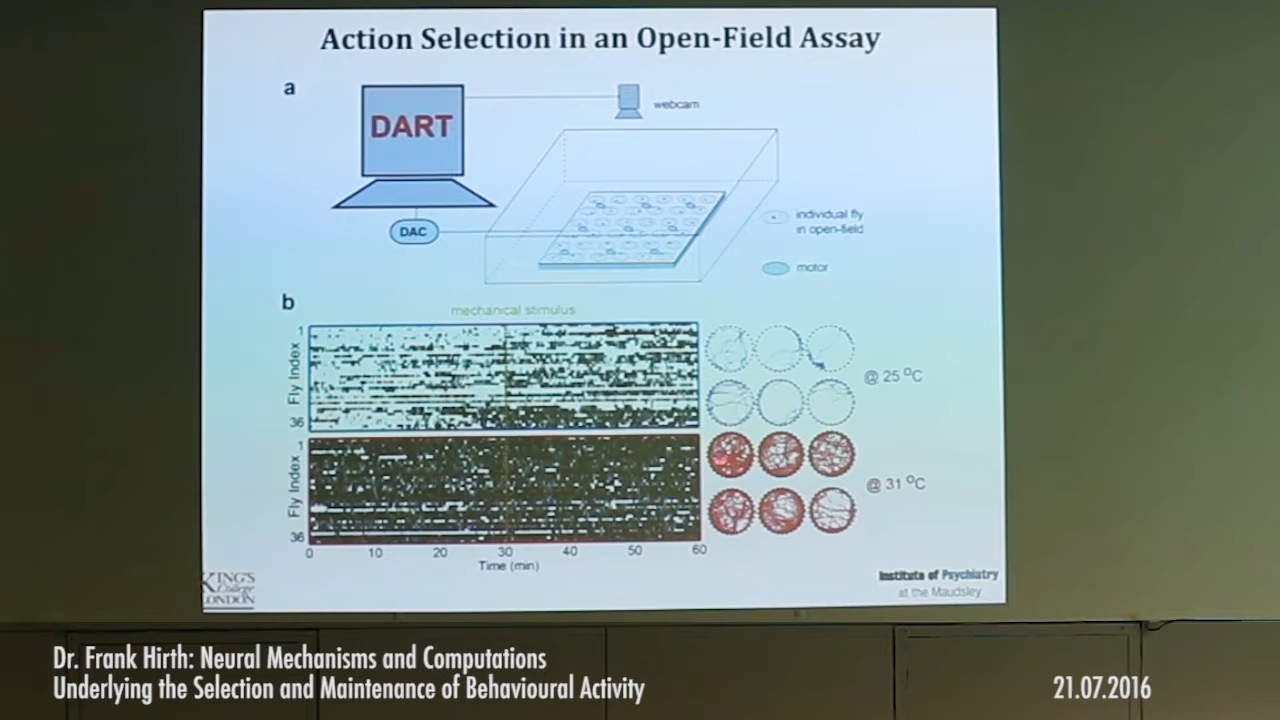 Action Selection in an Open-Field Assay
a
DART
webcam
DAC
individual fly
in open-field
motor
b
mechanical stimulus
1
Fly Index
36
@ 25 °C
1
Fly Index
36
@ 31 °C
0 10 20 30 40 50 60
Time (min)
KING'S
College
LONDON
Institute of Psychiatry
at the Maudsley
Dr. Frank Hirth: Neural Mechanisms and Computations
Underlying the Selection and Maintenance of Behavioural Activity
21.07.2016